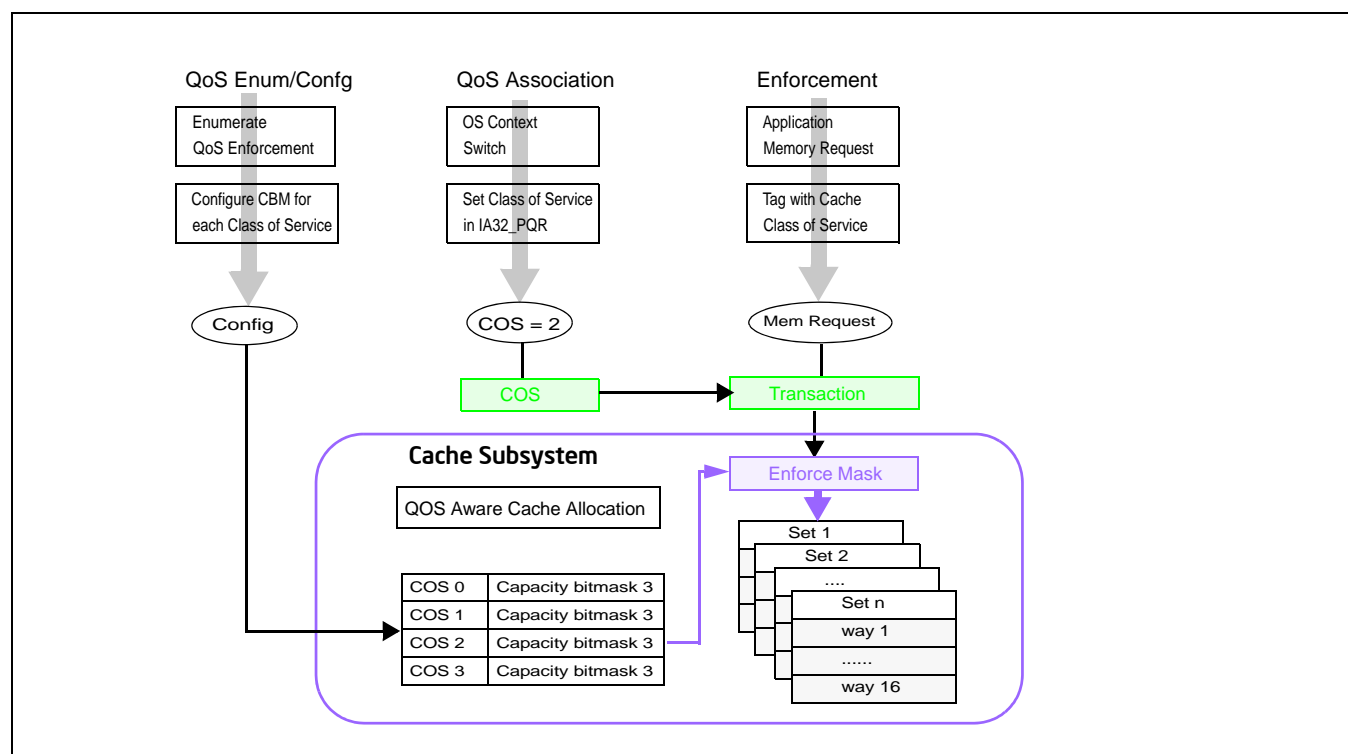 QoS Enum/Confg
Enumerate
QoS Enforcement
Configure CBM for
each Class of Service
Config
QoS Association
OS Context
Switch
Set Class of Service
in IA32_PQR
COS = 2
COS
Enforcement
Application
Memory Request
Tag with Cache
Class of Service
Mem Request
Transaction
Cache Subsystem
QOS Aware Cache Allocation
COS 0 Capacity bitmask 3
COS 1 Capacity bitmask 3
COS 2 Capacity bitmask 3
COS 3 Capacity bitmask 3
Enforce Mask
Set 1
Set 2
....
Set n
way 1
......
way 16